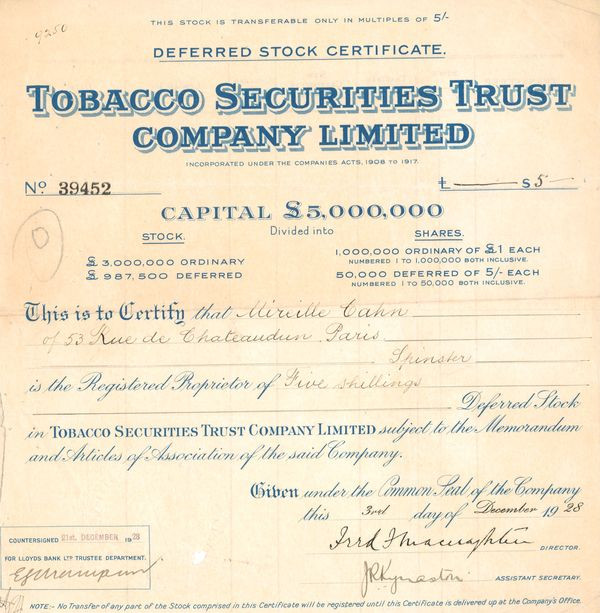 9250
THIS STOCK IS TRANSFERABLE ONLY IN MULTIPLES OF 5/-
DEFERRED STOCK CERTIFICATE.
TOBACCO SECURITIES TRUST
COMPANY LIMITED
INCORPORATED UNDER THE COMPANIES ACTS, 1908 TO 1917.
No 39452
£ — s 5 —
CAPITAL £5,000,000
Divided into
STOCK.
£3,000,000 ORDINARY
£987,500 DEFERRED
SHARES.
1,000,000 ORDINARY OF £1 EACH
NUMBERED 1 TO 1,000,000 BOTH INCLUSIVE.
50,000 DEFERRED OF 5/- EACH
NUMBERED 1 TO 50,000 BOTH INCLUSIVE.
0
This is to Certify that Mireille Cahn
of 53 Rue de Chateaudun Paris
Spinster
is the Registered Proprietor of Five shillings
Deferred Stock
in TOBACCO SECURITIES TRUST COMPANY LIMITED subject to the Memorandum
and Articles of Association of the said Company.
Given under the Common Seal of the Company
this 3rd day of December 1928
DIRECTOR.
COUNTERSIGNED 21st. DECEMBER 1928
FOR LLOYDS BANK LTD TRUSTEE DEPARTMENT.
ASSISTANT SECRETARY.
NOTE:- No Transfer of any part of the Stock comprised in this Certificate will be registered until this Certificate is delivered up at the Company's Office.